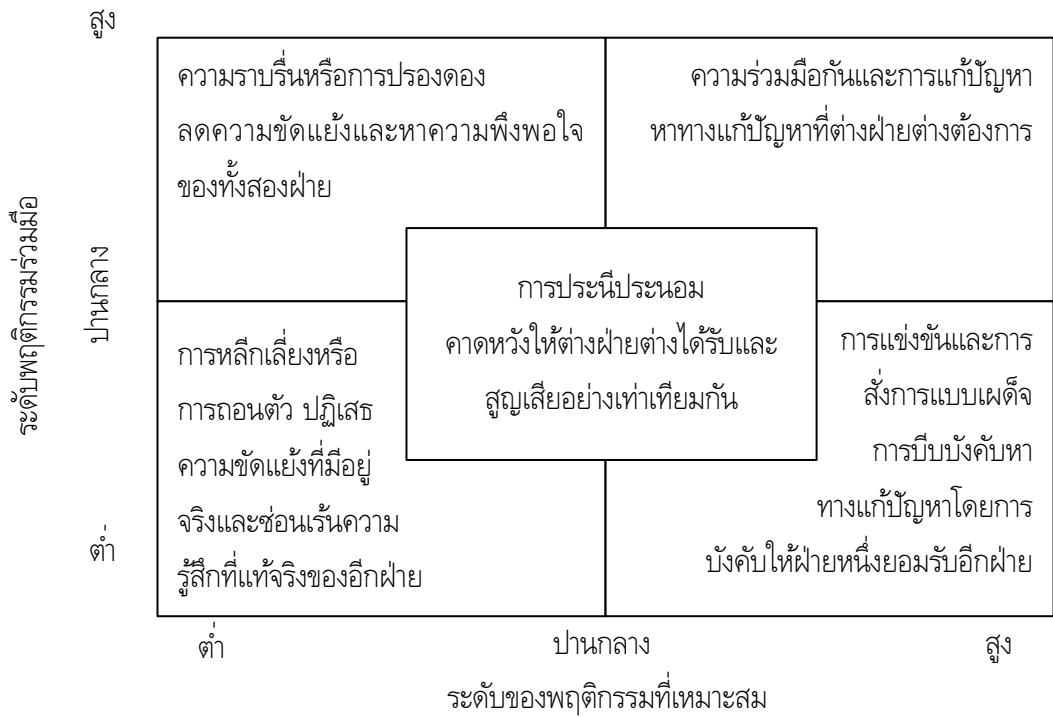 สูง
ความราบรื่นหรือการปรองดอง
ลดความขัดแย้งและหาความพึงพอใจ
ของทั้งสองฝ่าย
ความร่วมมือกันและการแก้ปัญหา
หาทางแก้ปัญหาที่ต่างฝ่ายต่างต้องการ
ระดับพฤติกรรมร่วมมือ
ปานกลาง
การประนีประนอม
คาดหวังให้ต่างฝ่ายต่างได้รับและ
สูญเสียอย่างเท่าเทียมกัน
การหลีกเลี่ยงหรือ
การถอนตัว ปฏิเสธ
ความขัดแย้งที่มีอยู่
จริงและซ่อนเร้นความ
รู้สึกที่แท้จริงของอีกฝ่าย
การแข่งขันและการ
สั่งการแบบเผด็จ
การบีบบังคับหา
ทางแก้ปัญหาโดยการ
บังคับให้ฝ่ายหนึ่งยอมรับอีกฝ่าย
ต่ำ
ต่ำ
ปานกลาง
สูง
ระดับของพฤติกรรมที่เหมาะสม